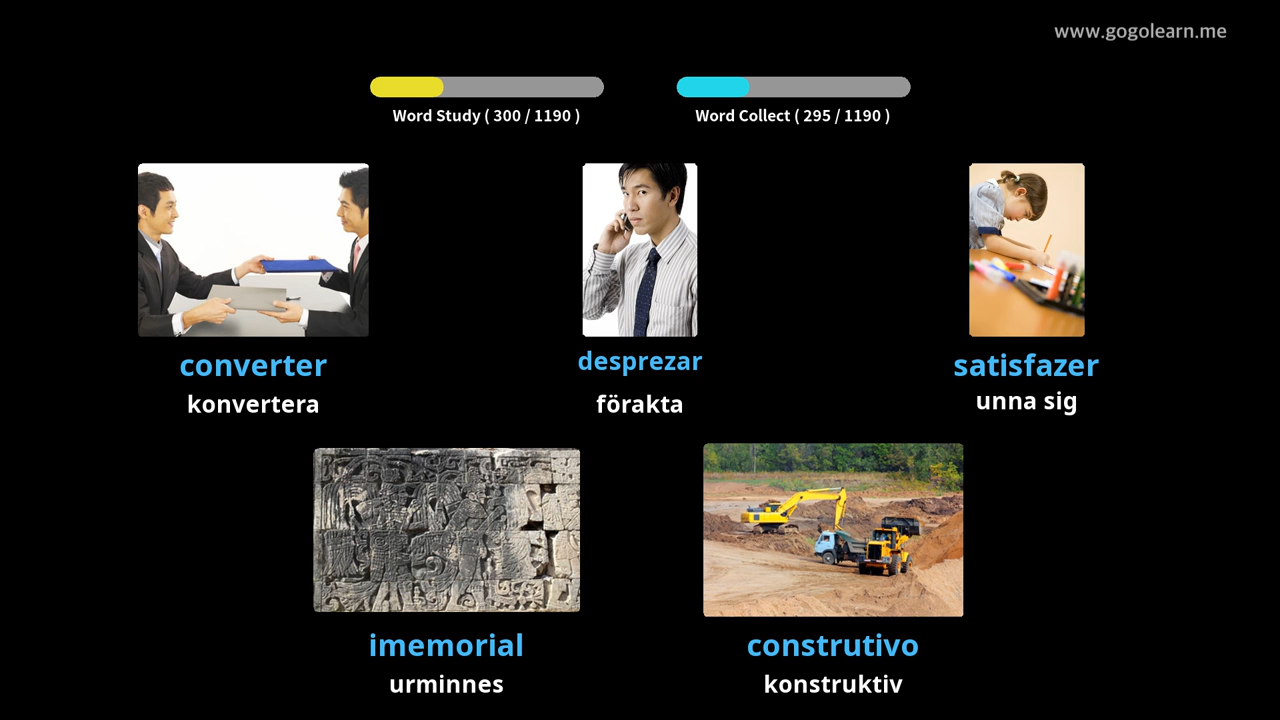 www.gogolearn.me
Word Study ( 300 / 1190 )
Word Collect ( 295 / 1190 )
converter
konvertera
desprezar
förakta
satisfazer
unna sig
imemorial
urminnes
construtivo
konstruktiv